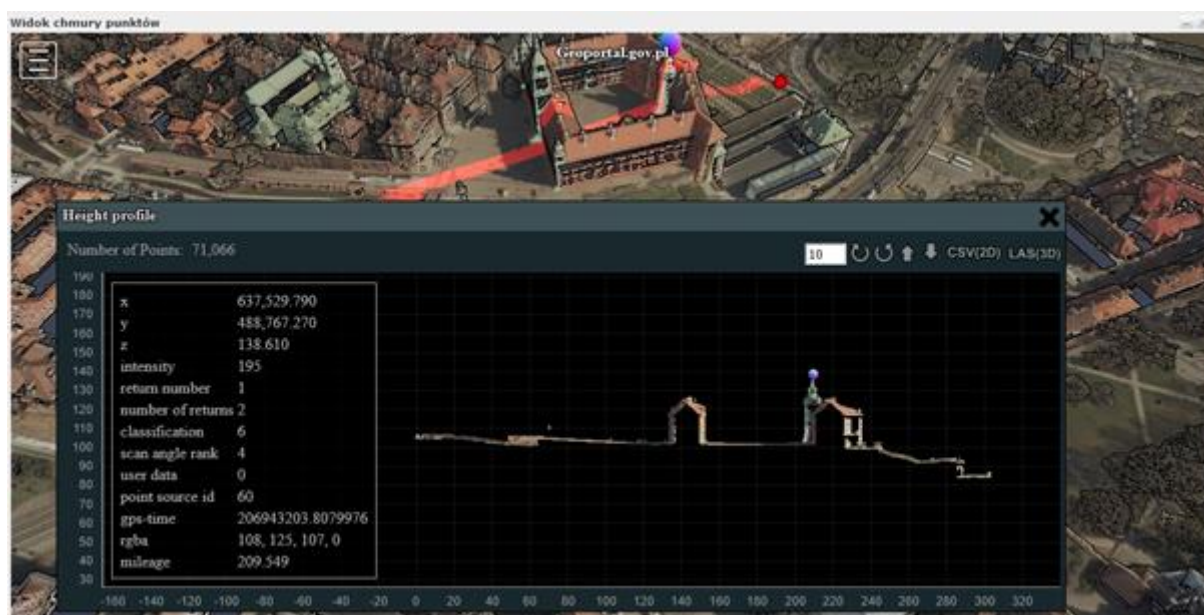 Widok chmury punktów
Geoportal.gov.pl
Height profile
Number of Points: 71,066
10
CSV(2D) LAS(3D)
190
180
170
160
150
140
130
120
110
100
90
80
70
60
50
40
30
x 637,529.790
y 488,767.270
z 138.610
intensity 195
return number 1
number of returns 2
classification 6
scan angle rank 4
user data 0
point source id 60
gps-time 206943203.8079976
rgba 108, 125, 107, 0
mileage 209.549
-160 -140 -120 -100 -80 -60 -40 -20 0 20 40 60 80 100 120 140 160 180 200 220 240 260 280 300 320